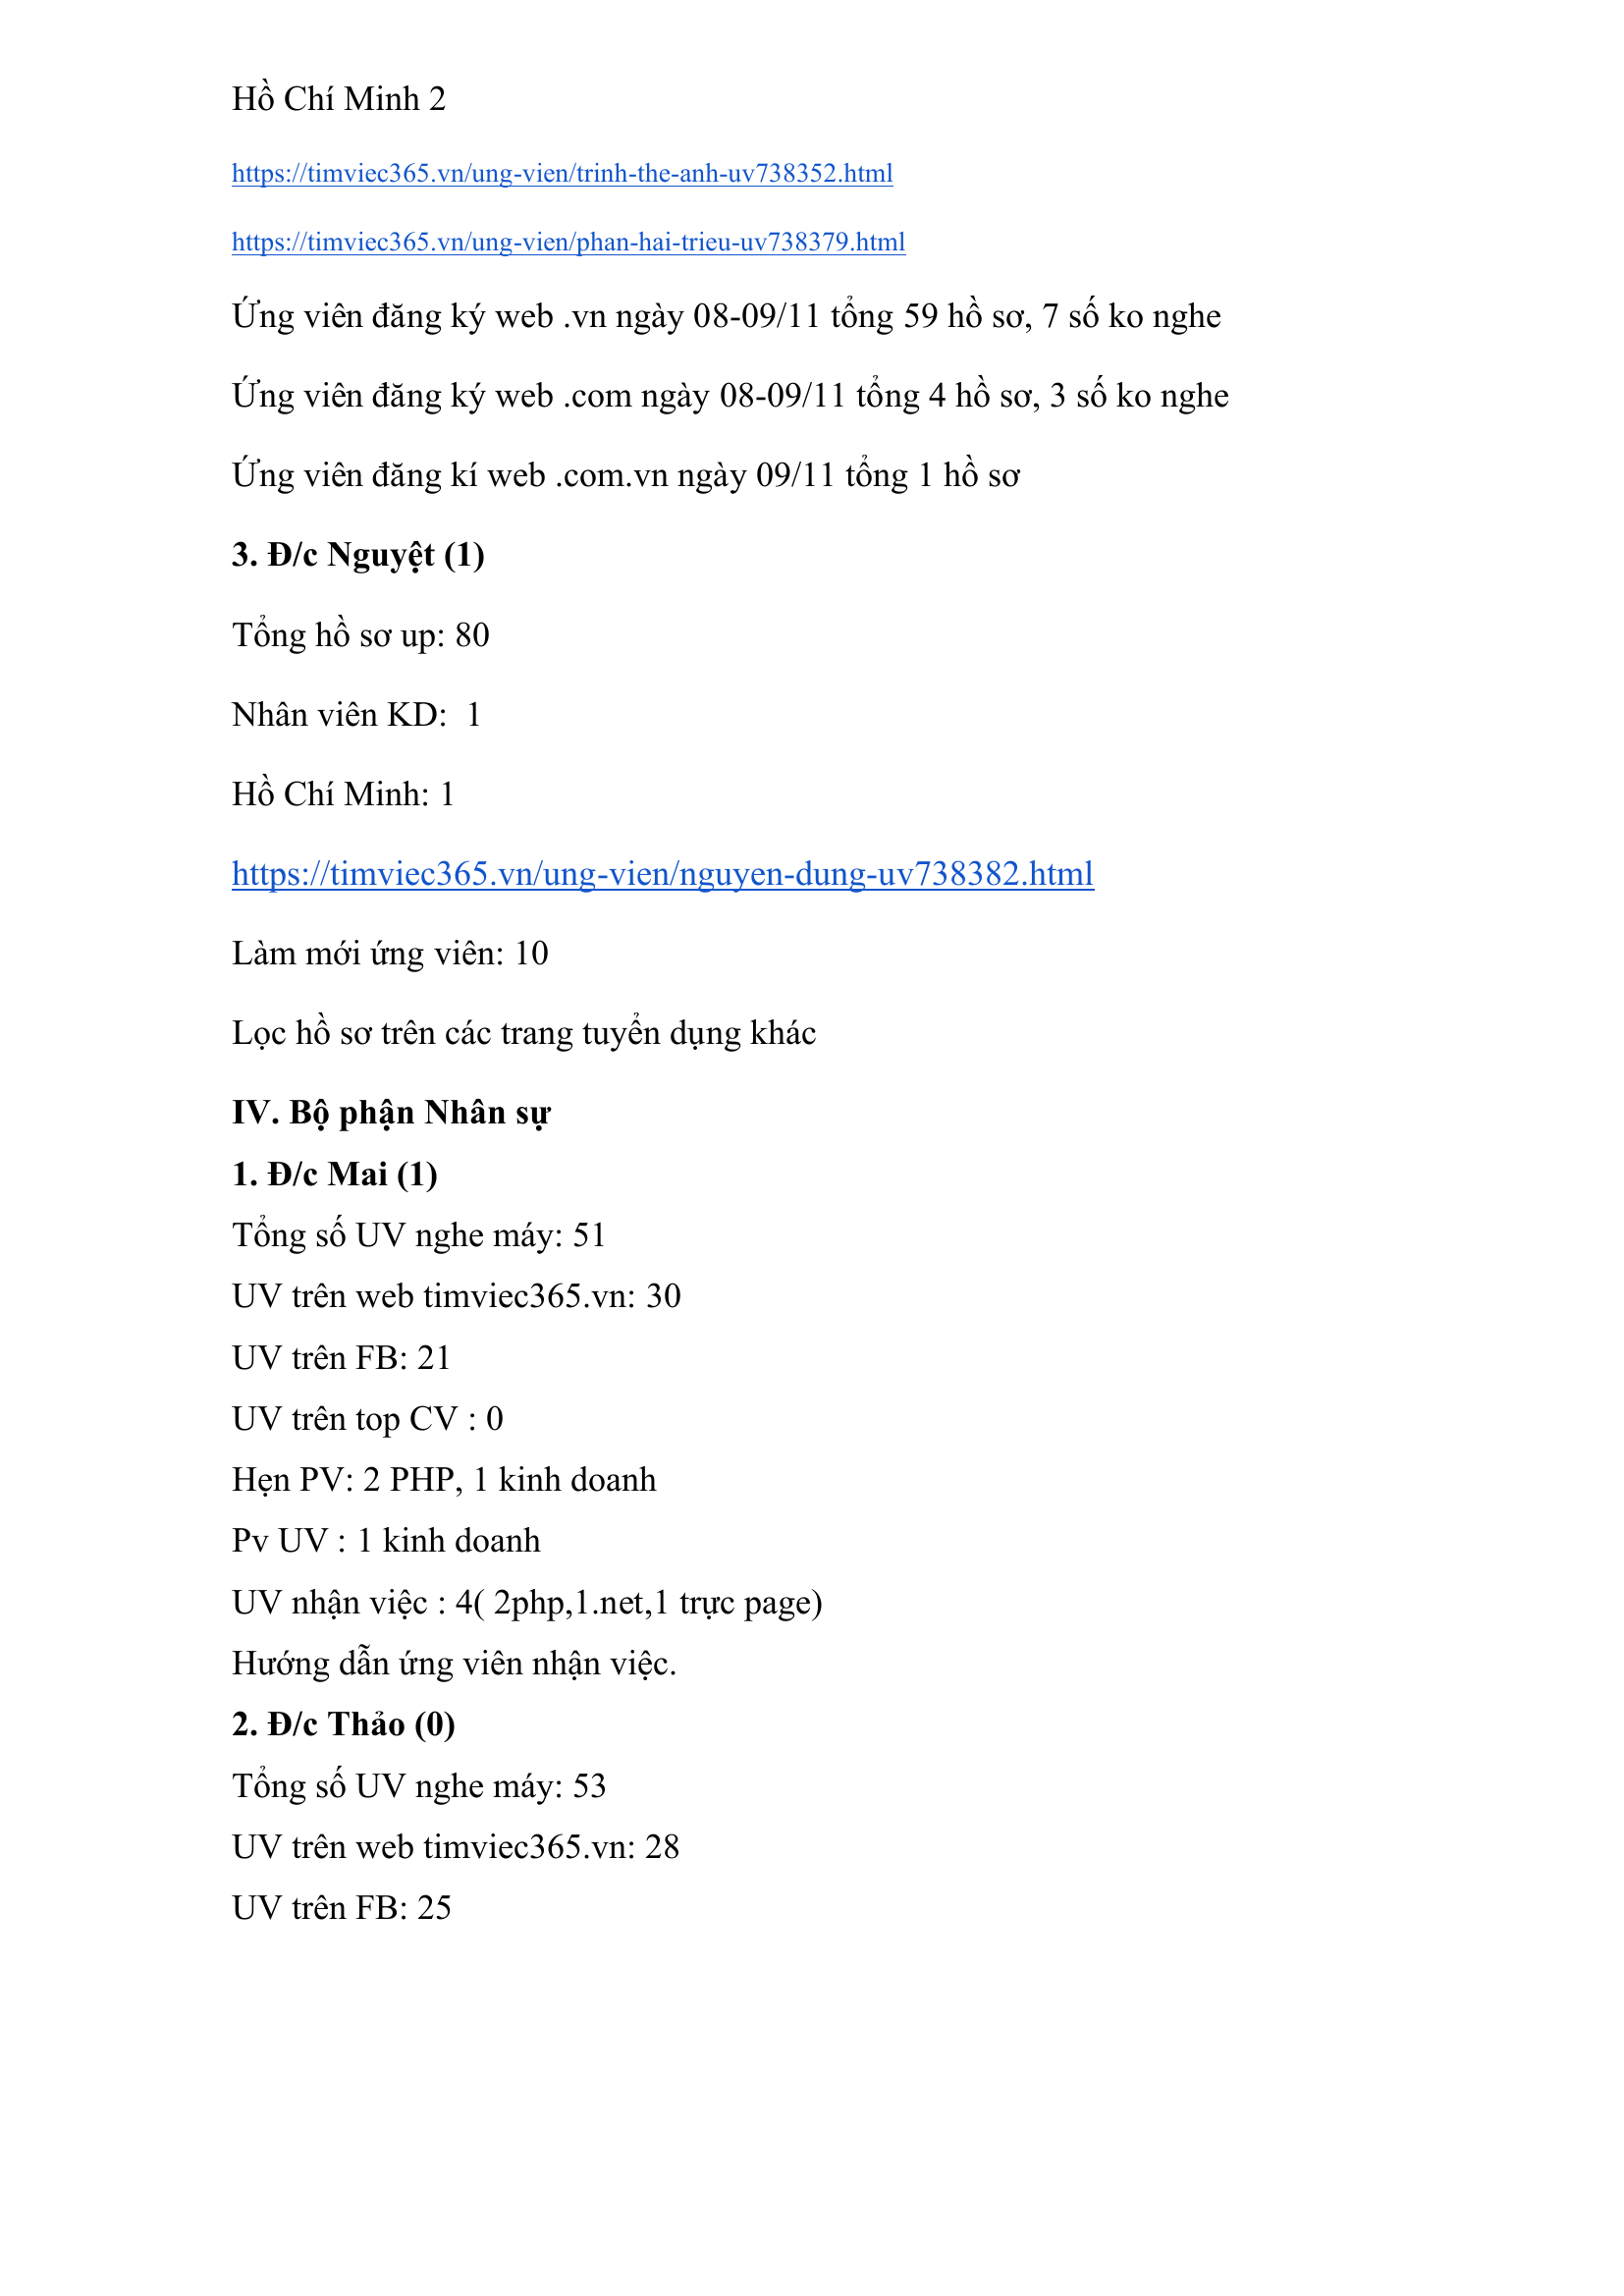 Hồ Chí Minh 2
https://timviec365.vn/ung-vien/trinh-the-anh-uv738352.html
https://timviec365.vn/ung-vien/phan-hai-trieu-uv738379.html
Ứng viên đăng ký web .vn ngày 08-09/11 tổng 59 hồ sơ, 7 số ko nghe
Ứng viên đăng ký web .com ngày 08-09/11 tổng 4 hồ sơ, 3 số ko nghe
Ứng viên đăng kí web .com.vn ngày 09/11 tổng 1 hồ sơ
3. Đ/c Nguyệt (1)
Tổng hồ sơ up: 80
Nhân viên KD:  1
Hồ Chí Minh: 1
https://timviec365.vn/ung-vien/nguyen-dung-uv738382.html
Làm mới ứng viên: 10
Lọc hồ sơ trên các trang tuyển dụng khác
IV. Bộ phận Nhân sự
1. Đ/c Mai (1)
Tổng số UV nghe máy: 51
UV trên web timviec365.vn: 30
UV trên FB: 21
UV trên top CV : 0
Hẹn PV: 2 PHP, 1 kinh doanh
Pv UV : 1 kinh doanh
UV nhận việc : 4( 2php,1.net,1 trực page)
Hướng dẫn ứng viên nhận việc.
2. Đ/c Thảo (0)
Tổng số UV nghe máy: 53
UV trên web timviec365.vn: 28
UV trên FB: 25